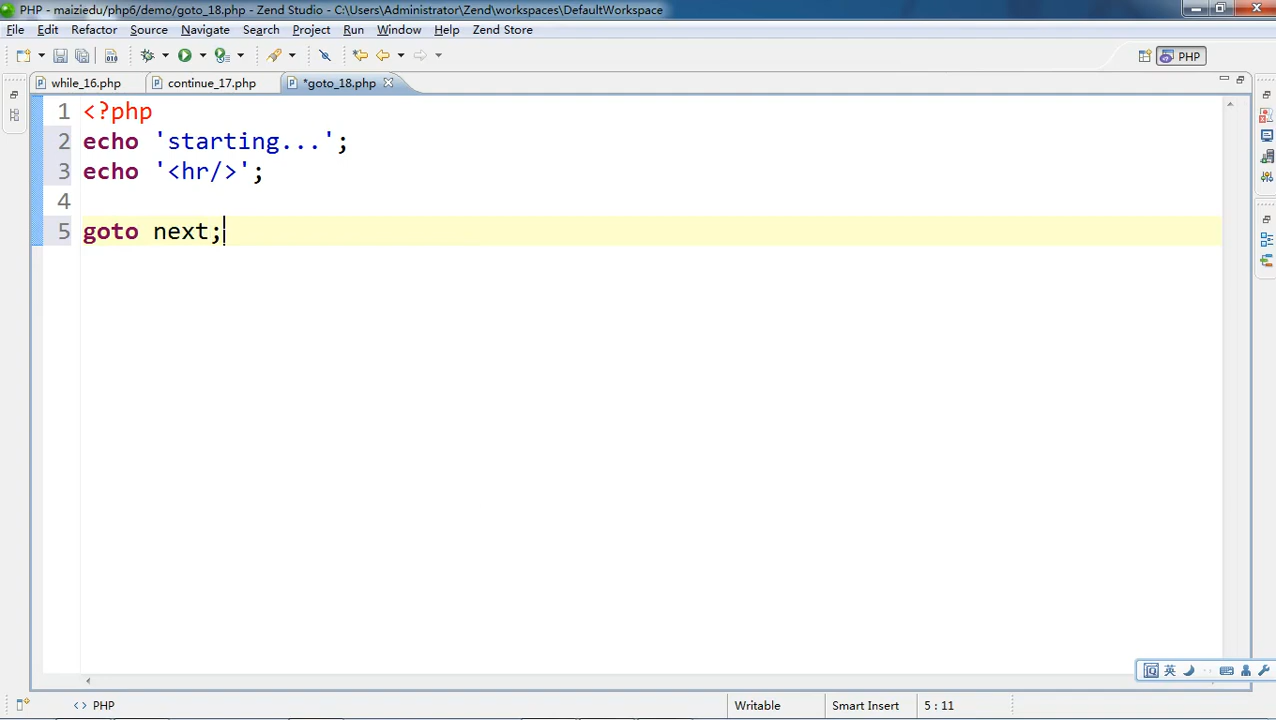 PHP - maiziedu/php6/demo/goto_18.php - Zend Studio - C:\Users\Administrator\Zend\workspaces\DefaultWorkspace
File Edit Refactor Source Navigate Search Project Run Window Help Zend Store
PHP
while_16.php continue_17.php *goto_18.php
1 <?php
2 echo 'starting...';
3 echo '<hr/>';
4
5 goto next;
英
<> PHP Writable Smart Insert 5 : 11